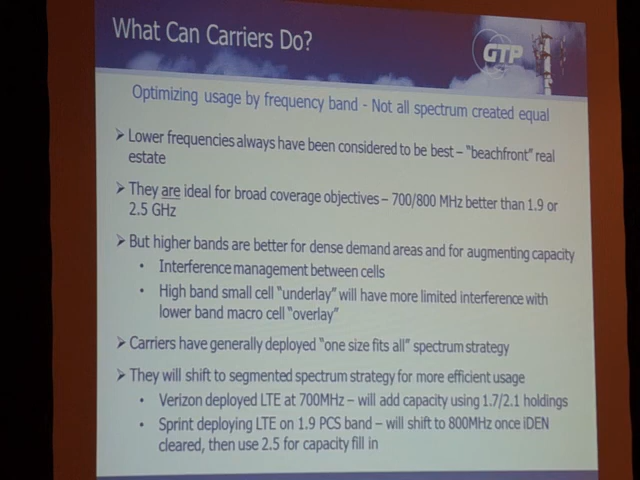 What Can Carriers Do?
GTP
Optimizing usage by frequency band - Not all spectrum created equal
➢ Lower frequencies always have been considered to be best – "beachfront" real
estate
➢ They are ideal for broad coverage objectives – 700/800 MHz better than 1.9 or
2.5 GHz
➢ But higher bands are better for dense demand areas and for augmenting capacity
• Interference management between cells
• High band small cell "underlay" will have more limited interference with
lower band macro cell "overlay"
➢ Carriers have generally deployed "one size fits all" spectrum strategy
➢ They will shift to segmented spectrum strategy for more efficient usage
• Verizon deployed LTE at 700MHz – will add capacity using 1.7/2.1 holdings
• Sprint deploying LTE on 1.9 PCS band – will shift to 800MHz once iDEN
cleared, then use 2.5 for capacity fill in